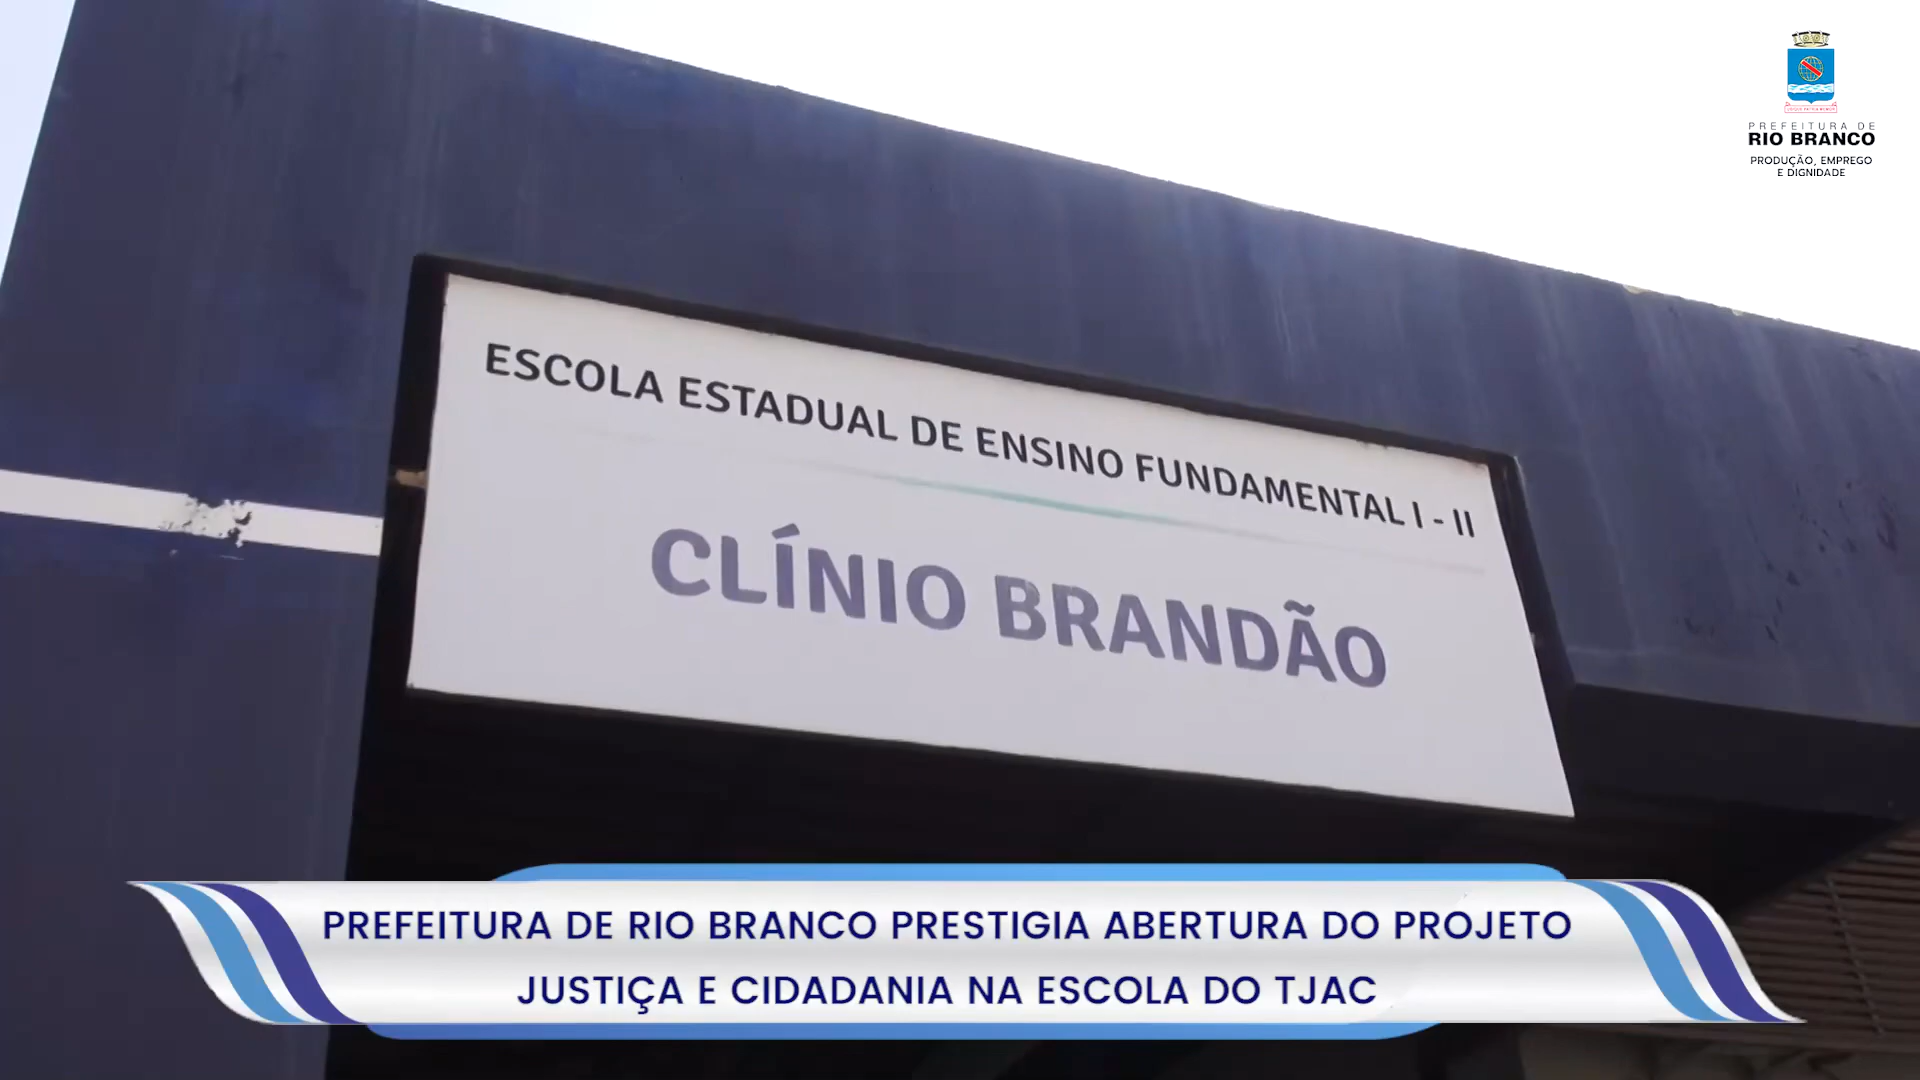 PREFEITURA DE
RIO BRANCO
PRODUÇÃO, EMPREGO
E DIGNIDADE
ESCOLA ESTADUAL DE ENSINO FUNDAMENTAL I - II
CLÍNIO BRANDÃO
PREFEITURA DE RIO BRANCO PRESTIGIA ABERTURA DO PROJETO
JUSTIÇA E CIDADANIA NA ESCOLA DO TJAC